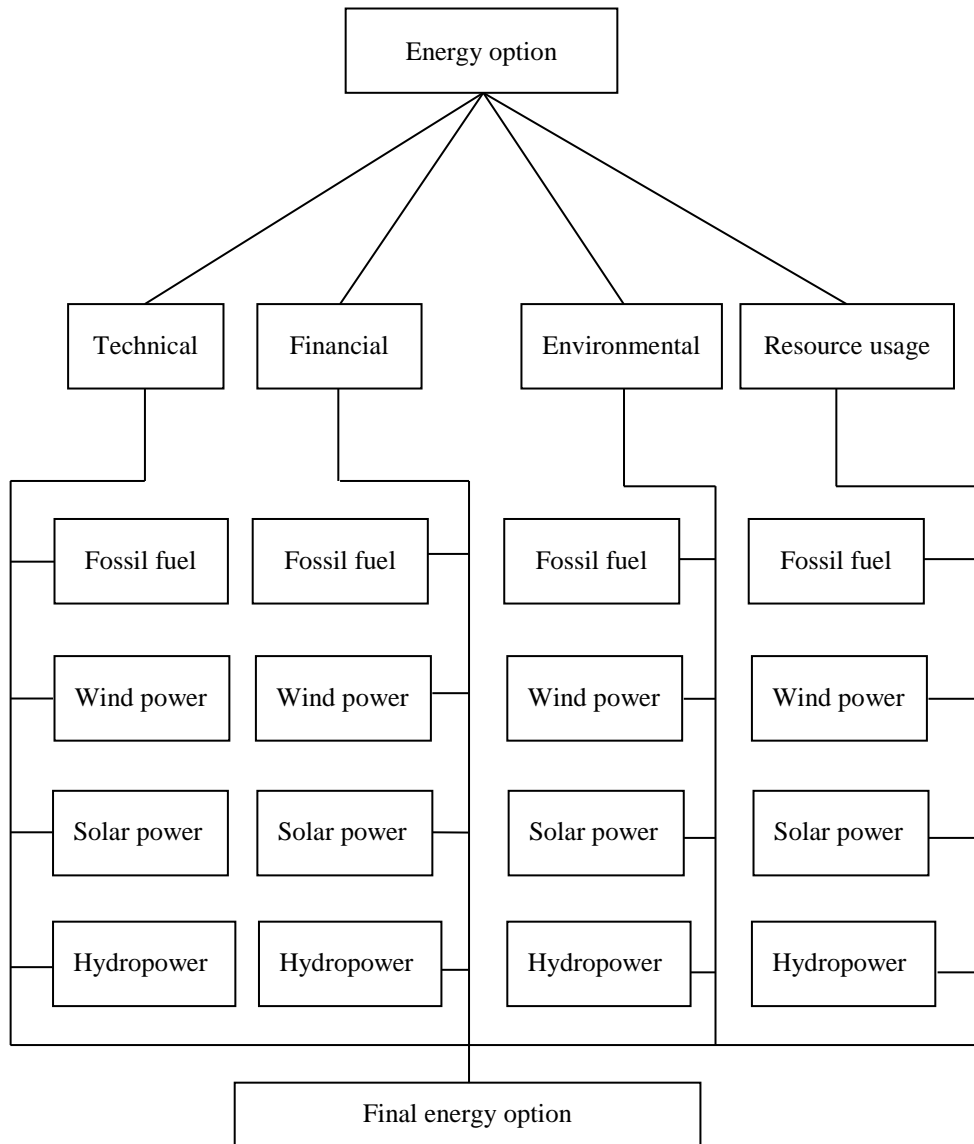 Energy option
Technical
Financial
Environmental
Resource usage
Fossil fuel
Fossil fuel
Fossil fuel
Fossil fuel
Wind power
Wind power
Wind power
Wind power
Solar power
Solar power
Solar power
Solar power
Hydropower
Hydropower
Hydropower
Hydropower
Final energy option